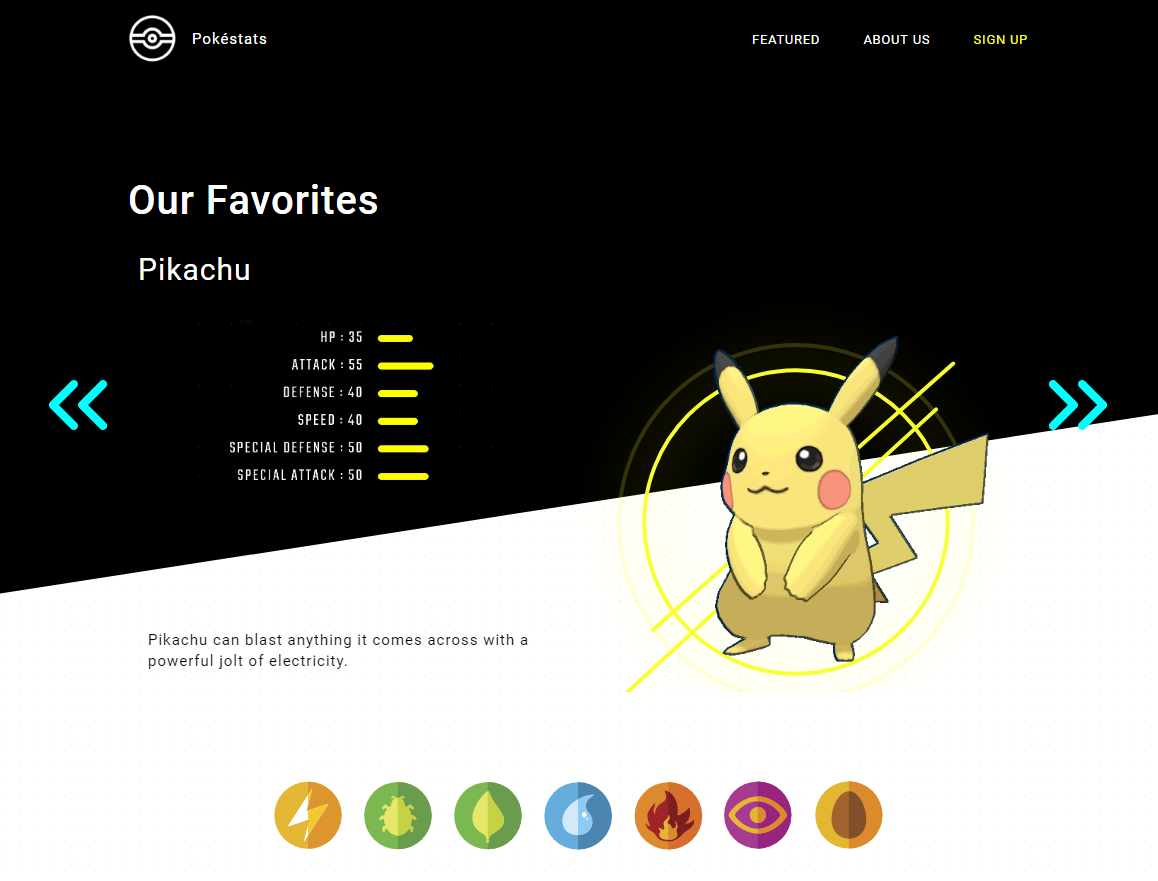 Pokéstats
FEATURED
ABOUT US
SIGN UP
Our Favorites
Pikachu
HP : 35
ATTACK : 55
DEFENSE : 40
SPEED : 40
SPECIAL DEFENSE : 50
SPECIAL ATTACK : 50
Pikachu can blast anything it comes across with a
powerful jolt of electricity.